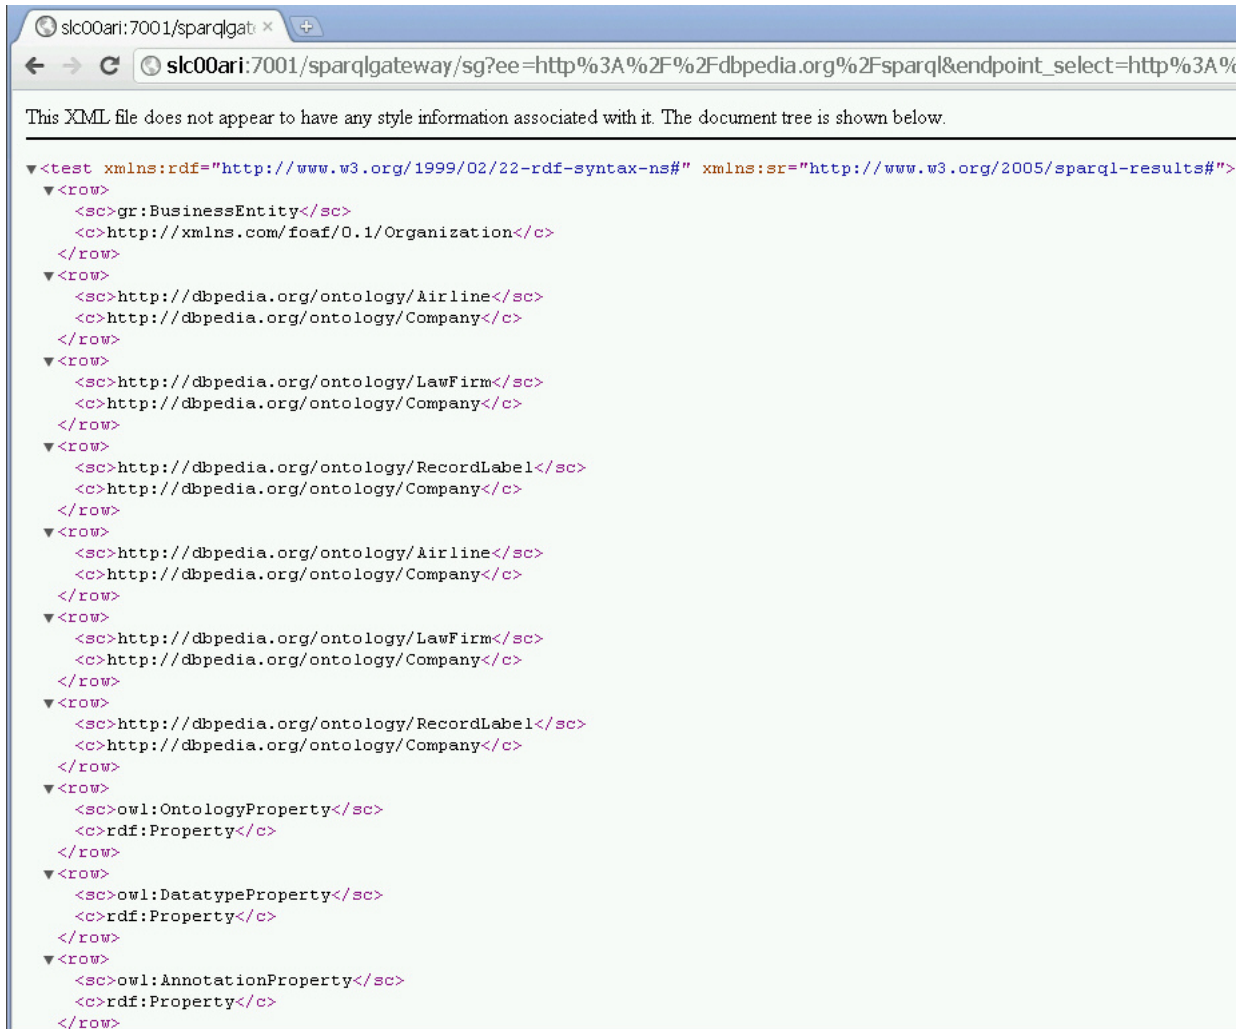 slc00ari:7001/sparqlgat
slc00ari:7001/sparqlgateway/sg?ee=http%3A%2F%2Fdbpedia.org%2Fsparql&endpoint_select=http%3A%
This XML file does not appear to have any style information associated with it. The document tree is shown below.
▼<test xmlns:rdf="http://www.w3.org/1999/02/22-rdf-syntax-ns#" xmlns:sr="http://www.w3.org/2005/sparql-results#">
▼<row>
<sc>gr:BusinessEntity</sc>
<c>http://xmlns.com/foaf/0.1/Organization</c>
</row>
▼<row>
<sc>http://dbpedia.org/ontology/Airline</sc>
<c>http://dbpedia.org/ontology/Company</c>
</row>
▼<row>
<sc>http://dbpedia.org/ontology/LawFirm</sc>
<c>http://dbpedia.org/ontology/Company</c>
</row>
▼<row>
<sc>http://dbpedia.org/ontology/RecordLabel</sc>
<c>http://dbpedia.org/ontology/Company</c>
</row>
▼<row>
<sc>http://dbpedia.org/ontology/Airline</sc>
<c>http://dbpedia.org/ontology/Company</c>
</row>
▼<row>
<sc>http://dbpedia.org/ontology/LawFirm</sc>
<c>http://dbpedia.org/ontology/Company</c>
</row>
▼<row>
<sc>http://dbpedia.org/ontology/RecordLabel</sc>
<c>http://dbpedia.org/ontology/Company</c>
</row>
▼<row>
<sc>owl:OntologyProperty</sc>
<c>rdf:Property</c>
</row>
▼<row>
<sc>owl:DatatypeProperty</sc>
<c>rdf:Property</c>
</row>
▼<row>
<sc>owl:AnnotationProperty</sc>
<c>rdf:Property</c>
</row>